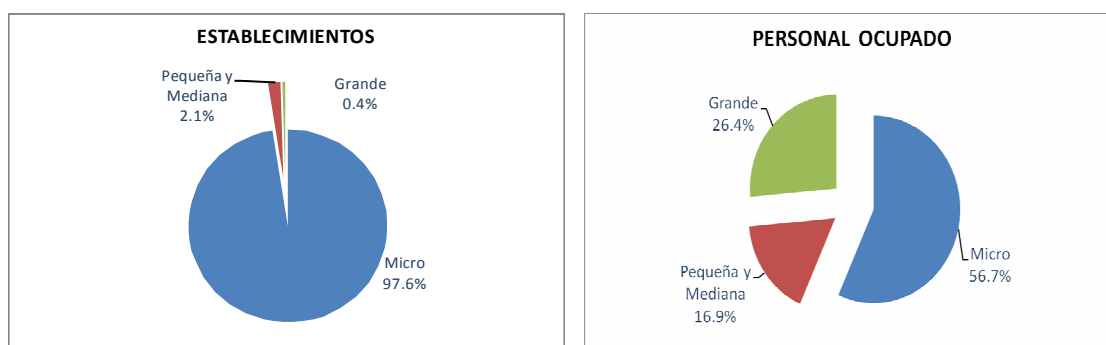 ESTABLECIMIENTOS
Pequeña y
Mediana
2.1%
Grande
0.4%
Micro
97.6%
PERSONAL OCUPADO
Grande
26.4%
Micro
56.7%
Pequeña y
Mediana
16.9%